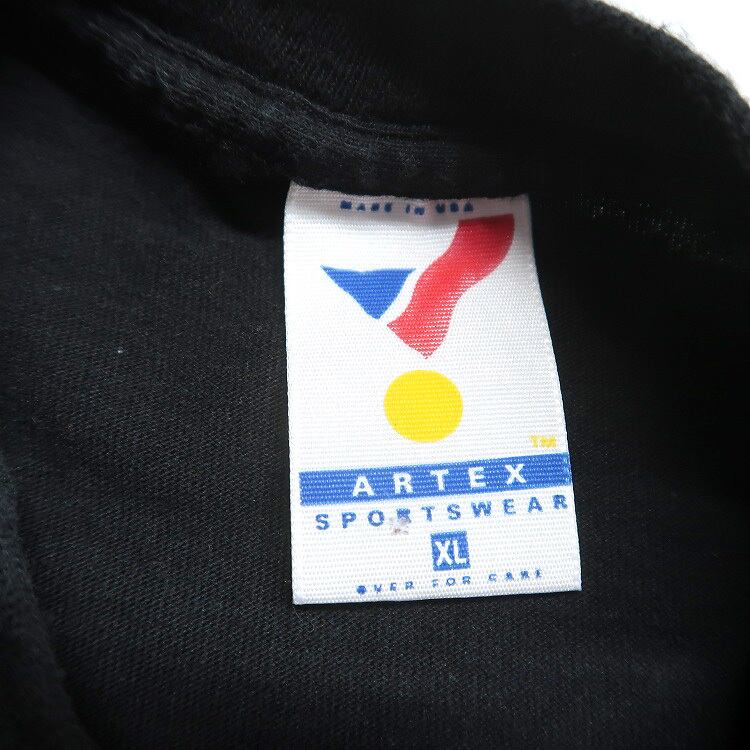 MADE IN USA
TM
ARTEX
SPORTSWEAR
XL
OVER FOR CARE